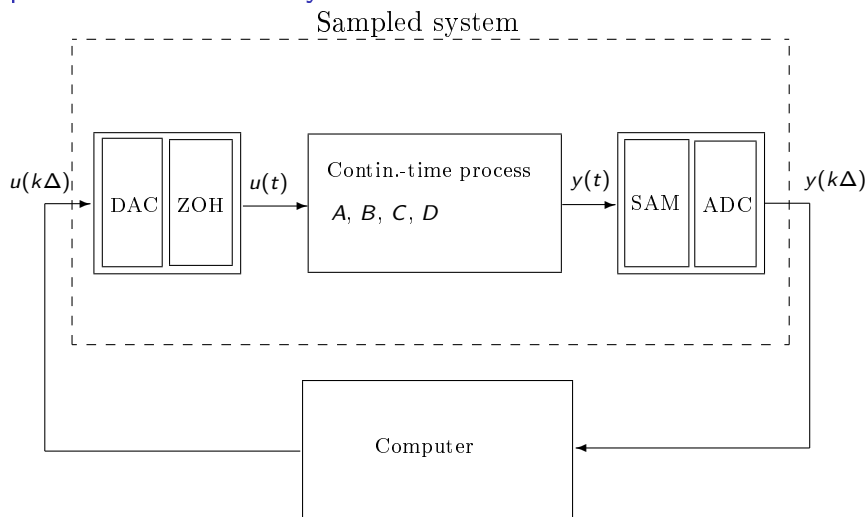 Sampled system
u(kΔ)
DAC
ZOH
u(t)
Contin.-time process
A, B, C, D
y(t)
SAM
ADC
y(kΔ)
Computer